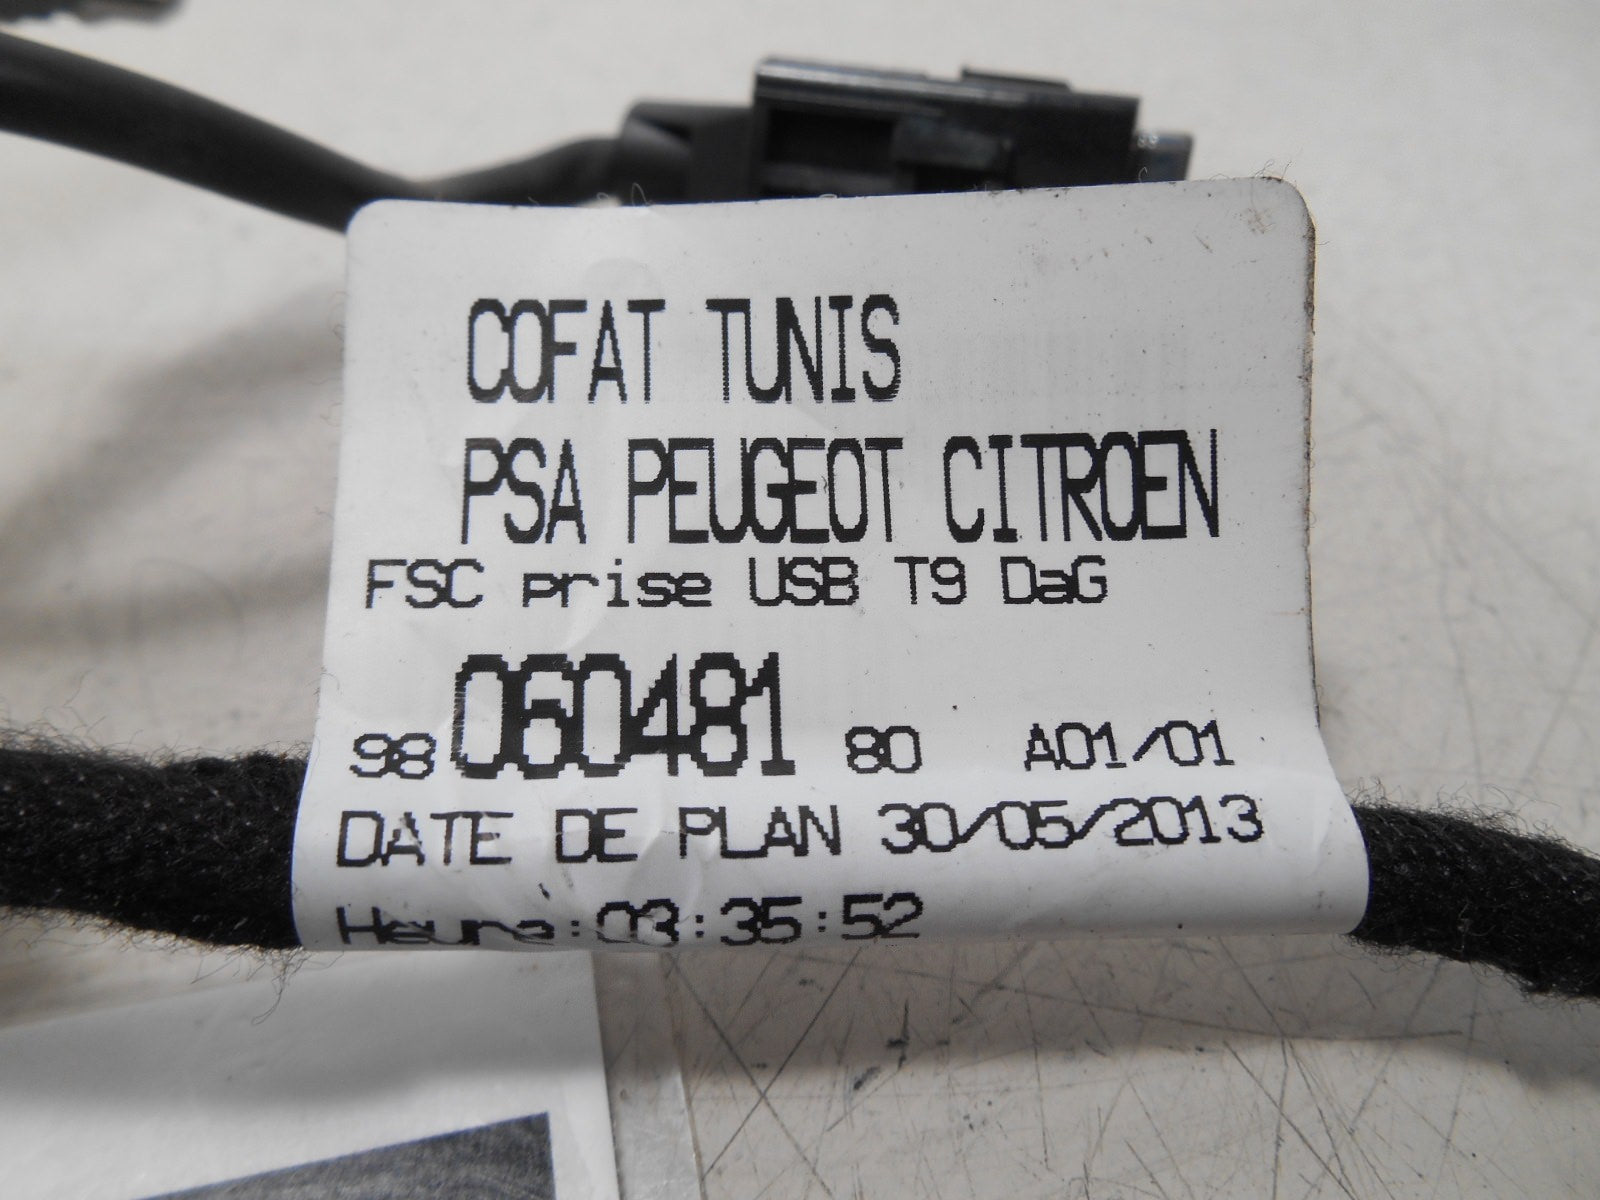 COFAT TUNIS
PSA PEUGEOT CITROEN
FSC prise USB T9 DaG
98 060481 80 A01/01
DATE DE PLAN 30/05/2013
Heure:03:35:52